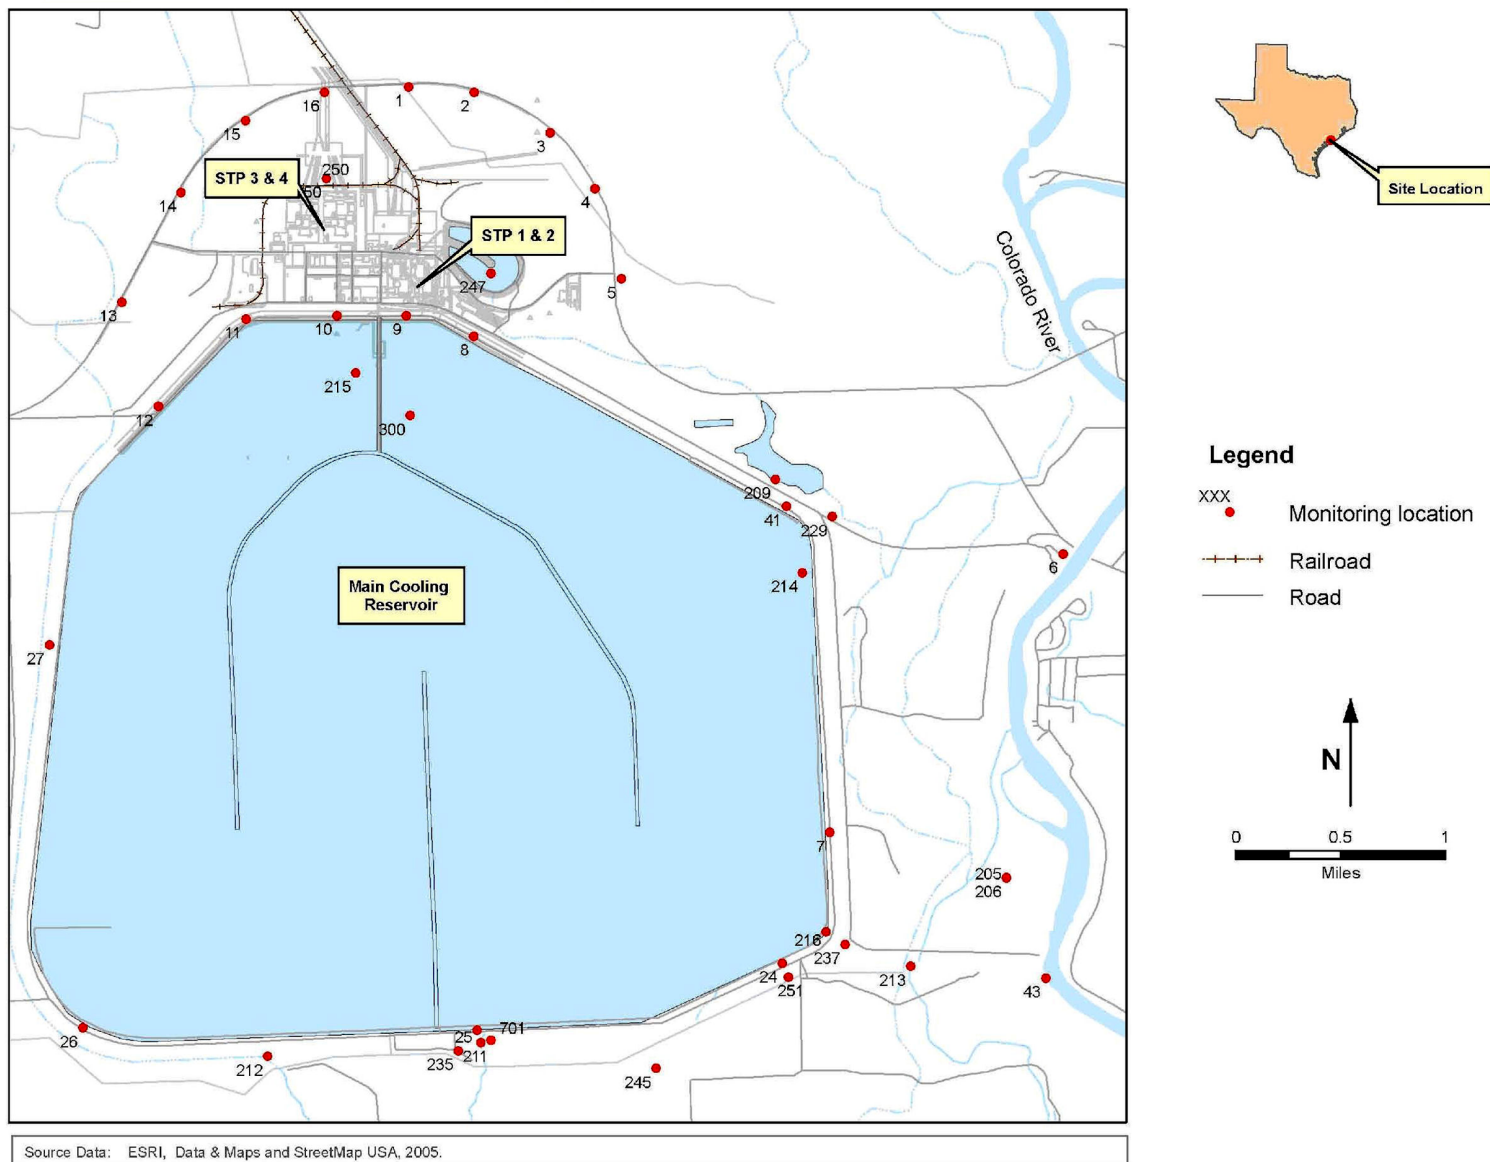 16
1
2
15
3
250
50
STP 3 & 4
14
4
STP 1 & 2
247
5
Colorado River
13
11
10
9
8
215
12
300
209
41
229
6
214
Main Cooling
Reservoir
27
7
205
206
216
237
24
213
251
43
26
25
701
235
211
212
245
Site Location
Legend
XXX
Monitoring location
Railroad
Road
N
0 0.5 1
Miles
Source Data: ESRI, Data & Maps and StreetMap USA, 2005.